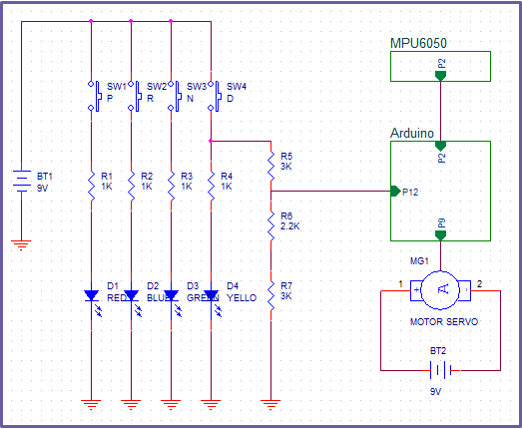 MPU6050
P2
SW1
P
SW2
R
SW3
N
SW4
D
Arduino
P2
R5
3K
BT1
9V
R1
1K
R2
1K
R3
1K
R4
1K
P12
R6
2.2K
P9
MG1
D1
RED
D2
BLUE
D3
GREEN
D4
YELLO
R7
3K
1
+
A
-
2
MOTOR SERVO
BT2
9V